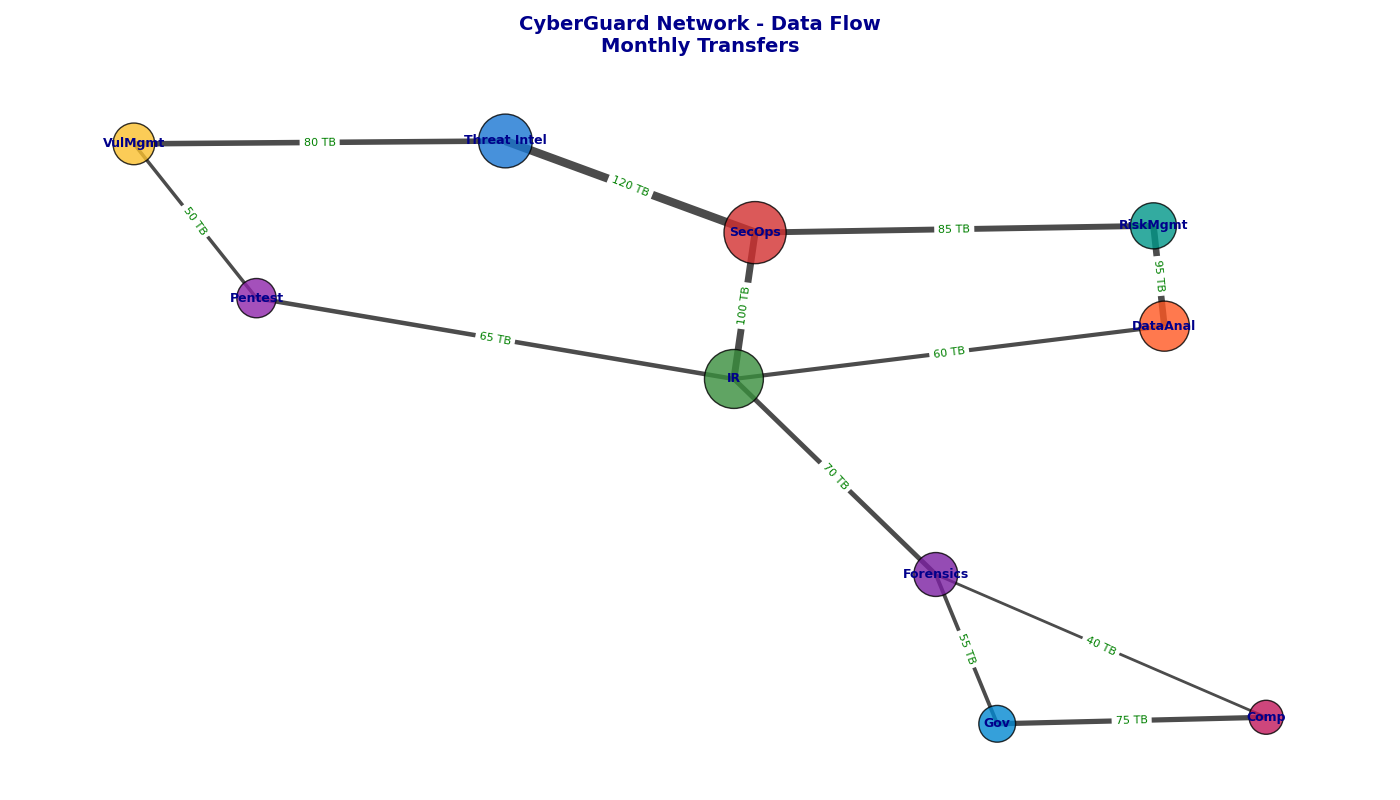 CyberGuard Network - Data Flow
Monthly Transfers
VulMgmt
80 TB
Threat Intel
120 TB
50 TB
SecOps
85 TB
RiskMgmt
95 TB
Pentest
100 TB
DataAnal
65 TB
60 TB
IR
70 TB
Forensics
55 TB
40 TB
Gov
75 TB
Comp